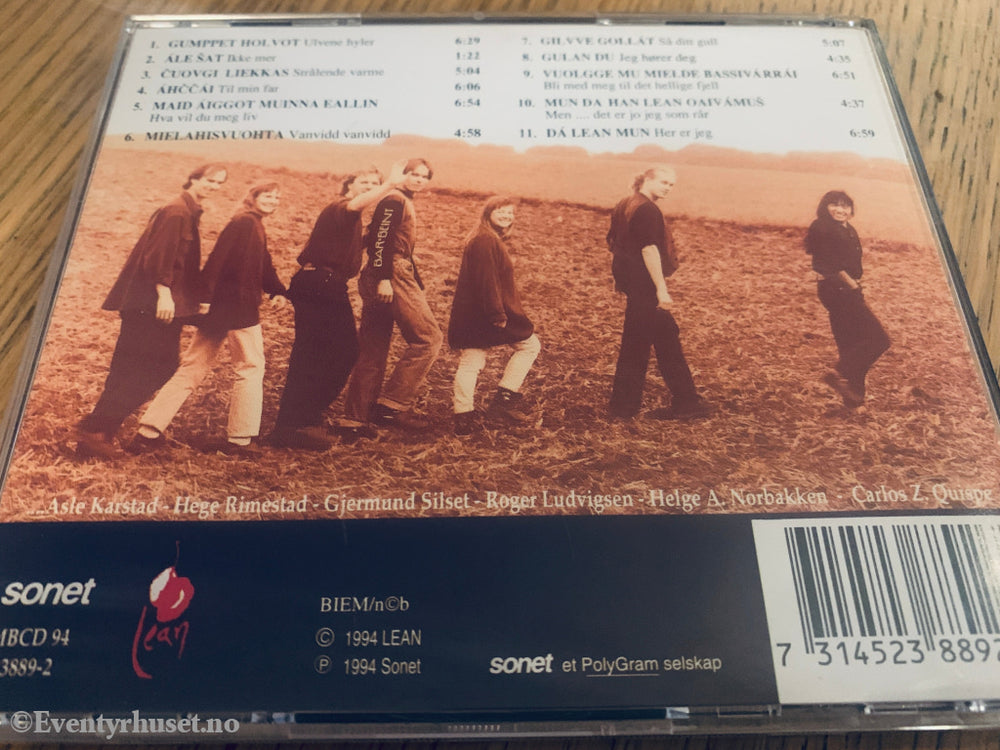 1. GUMPPET HOLVOT Ulvene hyler 6:29
2. ÁLE ŠAT Ikke mer 1:22
3. ČUOVGI LIEKKAS Strålende varme 5:04
4. ÁHČČÁI Til min far 6:06
5. MAID ÁIGGOT MUINNA EALLIN 6:54
Hva vil du meg liv
6. MIELAHISVUOHTA Vanvidd vanvidd 4:58
7. GILVVE GOLLÁT Så ditt gull 5:07
8. GULAN DU Jeg hører deg 4:35
9. VUOLGGE MU MIELDE BASSIVÁRRÁI 6:51
Bli med meg til det hellige fjell
10. MUN DA HAN LEAN OAIVÁMUŠ 4:37
Men .... det er jo jeg som rår
11. DÁ LEAN MUN Her er jeg 6:59
BAR-BEINT
....Asle Karstad - Hege Rimestad - Gjermund Silset - Roger Ludvigsen - Helge A. Norbakken - Carlos Z. Quispe
sonet
MBCD 94
3889-2
Lean
BIEM/n©b
© 1994 LEAN
℗ 1994 Sonet
sonet et PolyGram selskap
7 314523 8892
©Eventyrhuset.no